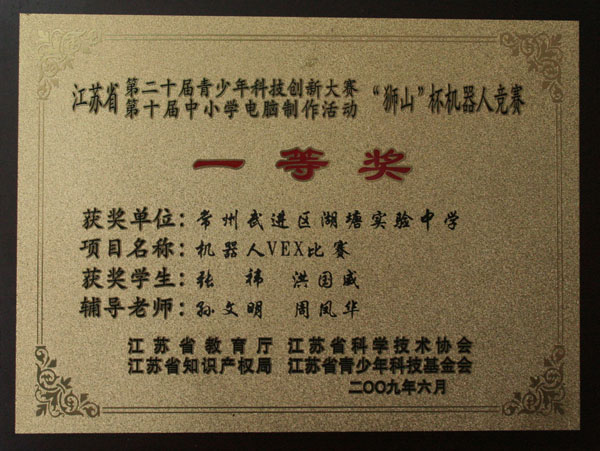 江苏省第二十届青少年科技创新大赛
第十届中小学电脑制作活动
“狮山”杯机器人竞赛
一等奖
获奖单位：常州武进区湖塘实验中学
项目名称：机器人VEX比赛
获奖学生：张祎 洪国威
辅导老师：孙文明 周凤华
江苏省教育厅 江苏省科学技术协会
江苏省知识产权局 江苏省青少年科技基金会
二〇〇九年六月